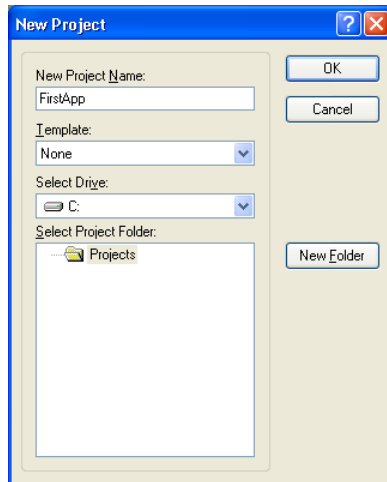 New Project
New Project Name:
OK
FirstApp
Cancel
Template:
None
Select Drive:
C:
Select Project Folder:
Projects
New Folder